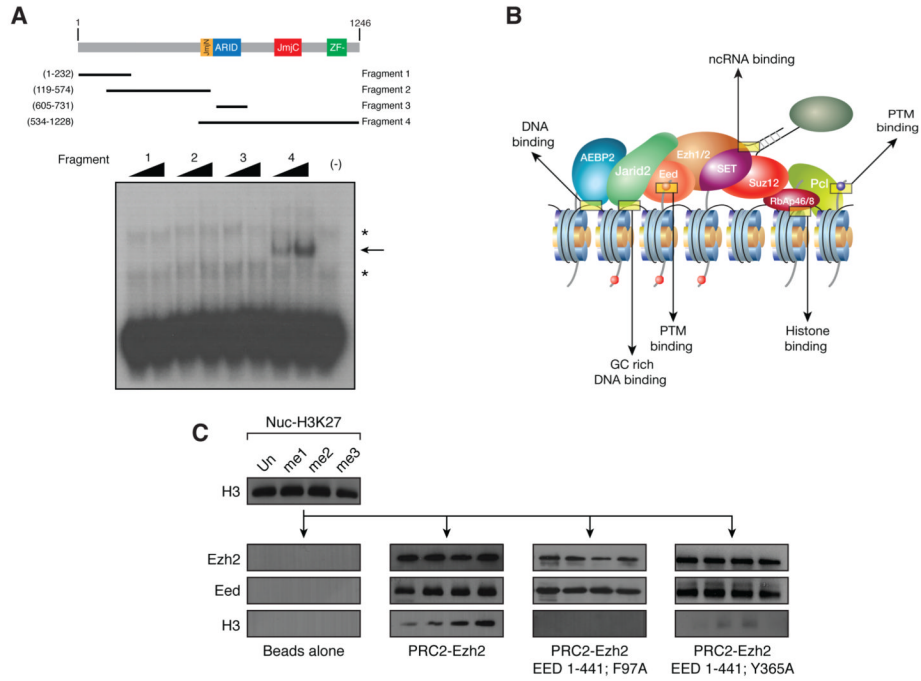 A
1
1246
JmjN
ARID
JmjC
ZF-
(1-232)
Fragment 1
(119-574)
Fragment 2
(605-731)
Fragment 3
(534-1228)
Fragment 4
Fragment 1 2 3 4 (-)
*
*
B
ncRNA binding
DNA
binding
PTM
binding
AEBP2
Jarid2
Ezh1/2
Eed
SET
Suz12
Pcl
RbAp46/8
PTM
binding
Histone
binding
GC rich
DNA binding
C
Nuc-H3K27
Un me1 me2 me3
H3
Ezh2
Eed
H3
Beads alone
PRC2-Ezh2
PRC2-Ezh2
EED 1-441; F97A
PRC2-Ezh2
EED 1-441; Y365A